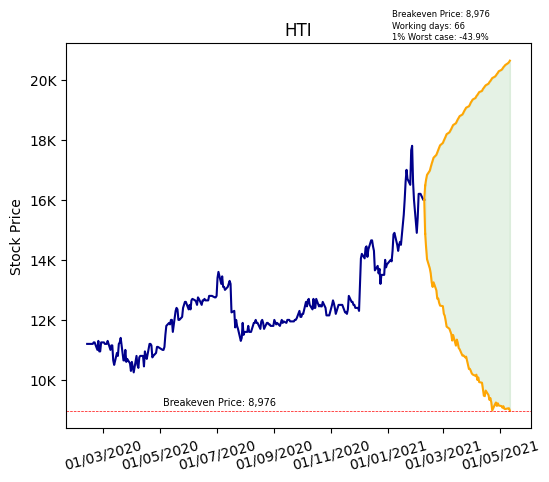 Breakeven Price: 8,976
Working days: 66
1% Worst case: -43.9%
HTI
Stock Price
20K
18K
16K
14K
12K
10K
Breakeven Price: 8,976
01/03/2020
01/05/2020
01/07/2020
01/09/2020
01/11/2020
01/01/2021
01/03/2021
01/05/2021